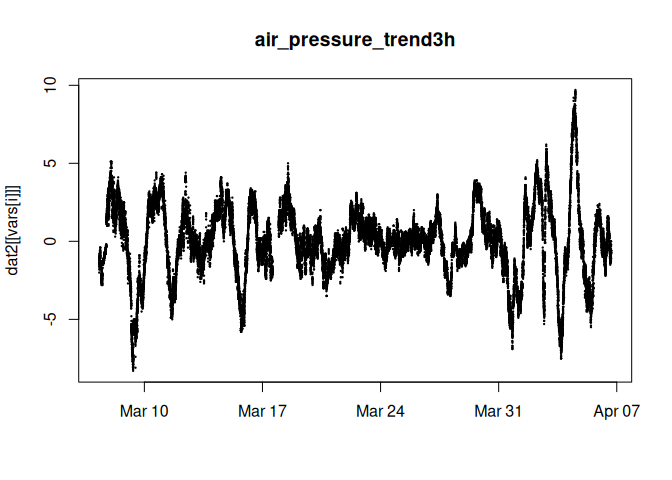 air_pressure_trend3h
dat2[[vars[i]]]
10
5
0
-5
Mar 10
Mar 17
Mar 24
Mar 31
Apr 07